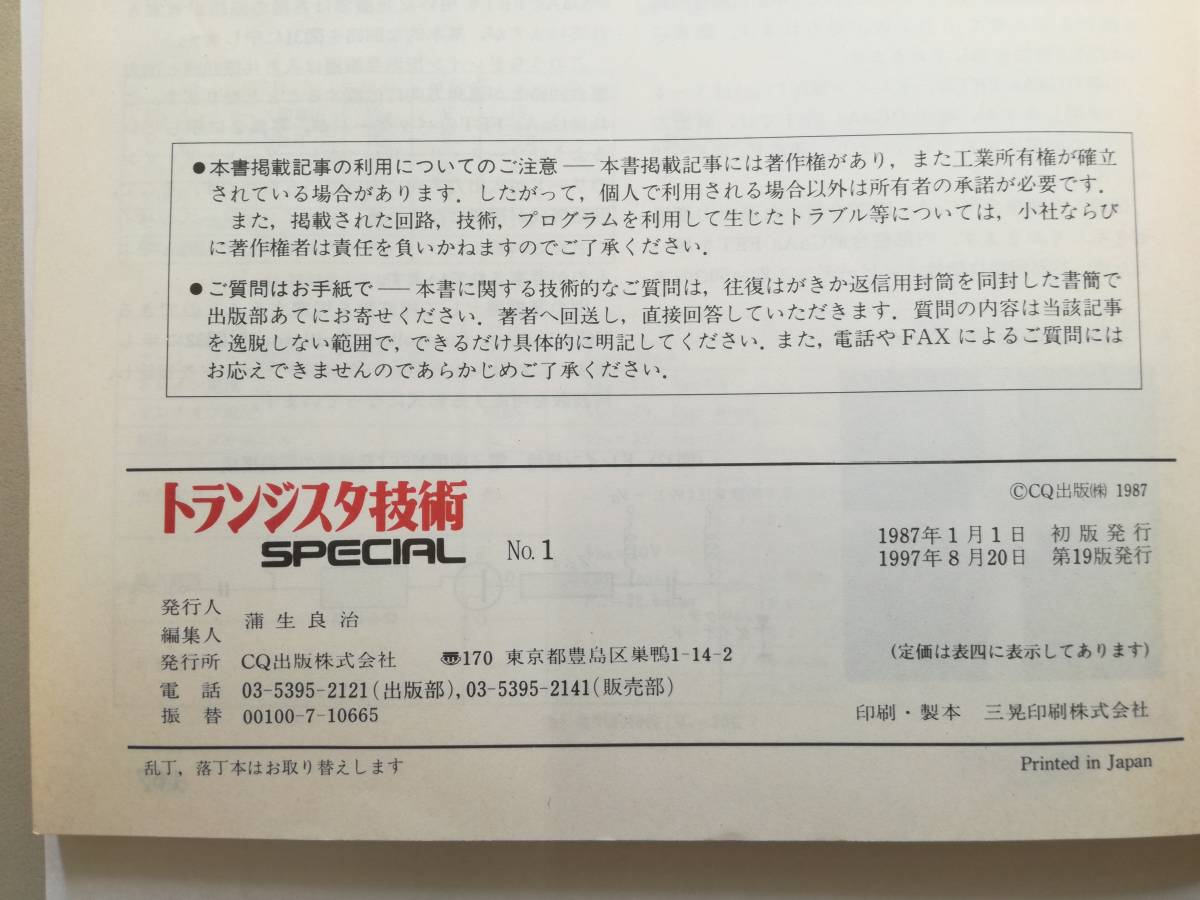 ●本書掲載記事の利用についてのご注意 ── 本書掲載記事には著作権があり，また工業所有権が確立
されている場合があります．したがって，個人で利用される場合以外は所有者の承諾が必要です．
また，掲載された回路，技術，プログラムを利用して生じたトラブル等については，小社ならび
に著作権者は責任を負いかねますのでご了承ください．
●ご質問はお手紙で ── 本書に関する技術的なご質問は，往復はがきか返信用封筒を同封した書簡で
出版部あてにお寄せください．著者へ回送し，直接回答していただきます．質問の内容は当該記事
を逸脱しない範囲で，できるだけ具体的に明記してください．また，電話やFAXによるご質問には
お応えできませんのであらかじめご了承ください．
トランジスタ技術
SPECIAL No.1
©CQ出版㈱ 1987
1987年1月1日 初版発行
1997年8月20日 第19版発行
発行人
編集人
蒲生良治
発行所 CQ出版株式会社 〠170 東京都豊島区巣鴨1-14-2
電話 03-5395-2121(出版部),03-5395-2141(販売部)
振替 00100-7-10665
(定価は表四に表示してあります)
印刷・製本 三晃印刷株式会社
乱丁，落丁本はお取り替えします
Printed in Japan